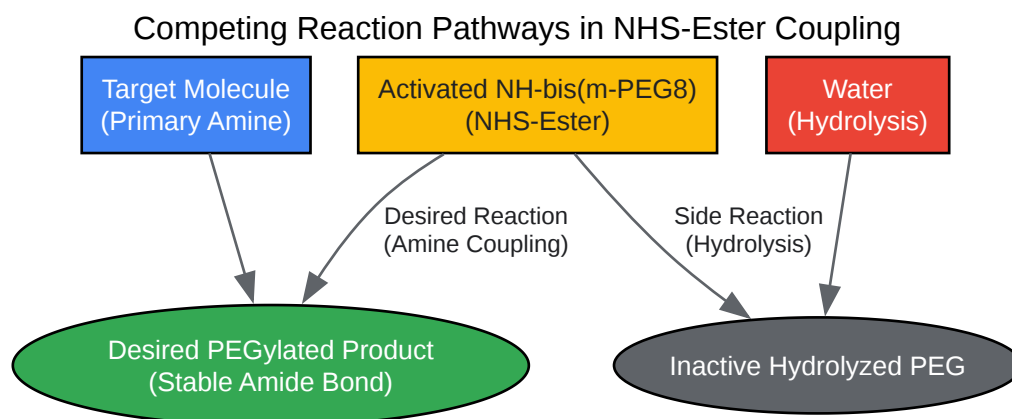 Competing Reaction Pathways in NHS-Ester Coupling
Target Molecule
(Primary Amine)
Activated NH-bis(m-PEG8)
(NHS-Ester)
Water
(Hydrolysis)
Desired Reaction
(Amine Coupling)
Side Reaction
(Hydrolysis)
Desired PEGylated Product
(Stable Amide Bond)
Inactive Hydrolyzed PEG